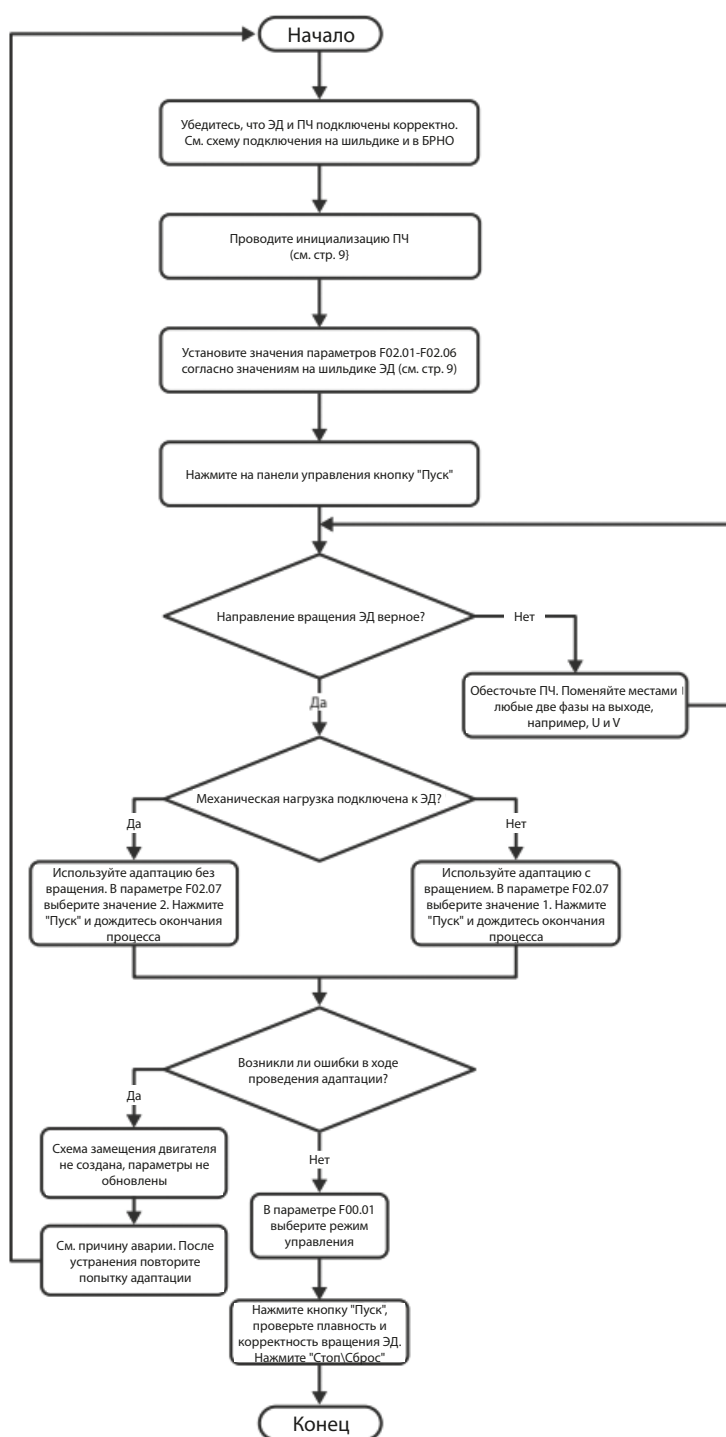 Начало
Убедитесь, что ЭД и ПЧ подключены корректно.
См. схему подключения на шильдике и в БРНО
Проводите инициализацию ПЧ
(см. стр. 9}
Установите значения параметров F02.01-F02.06
согласно значениям на шильдике ЭД (см. стр. 9)
Нажмите на панели управления кнопку "Пуск"
Направление вращения ЭД верное?
Нет
Обесточьте ПЧ. Поменяйте местами
любые две фазы на выходе,
например, U и V
Да
Механическая нагрузка подключена к ЭД?
Да
Нет
Используйте адаптацию без
вращения. В параметре F02.07
выберите значение 2. Нажмите
"Пуск" и дождитесь окончания
процесса
Используйте адаптацию с
вращением. В параметре F02.07
выберите значение 1. Нажмите
"Пуск" и дождитесь окончания
процесса
Возникли ли ошибки в ходе
проведения адаптации?
Да
Схема замещения двигателя
не создана, параметры не
обновлены
См. причину аварии. После
устранения повторите
попытку адаптации
Нет
В параметре F00.01
выберите режим
управления
Нажмите кнопку "Пуск",
проверьте плавность и
корректность вращения ЭД.
Нажмите "Стоп\Сброс"
Конец